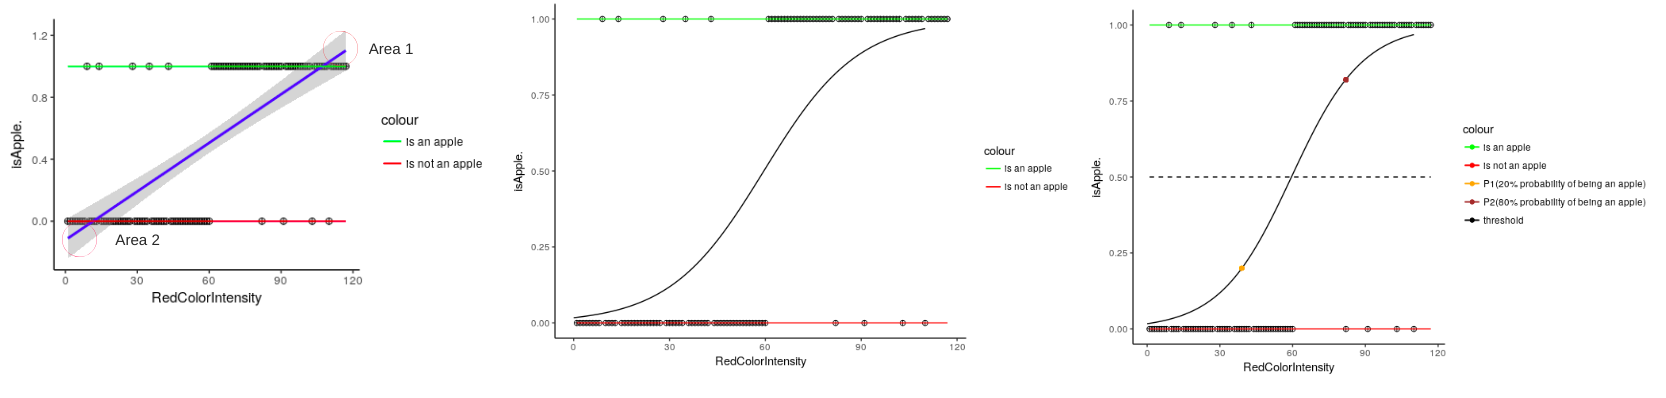 1.2
0.8
0.4
0.0
IsApple.
0
30
60
90
120
RedColorIntensity
Area 1
Area 2
colour
Is an apple
Is not an apple
1.00
0.75
0.50
0.25
0.00
IsApple.
0
30
60
90
120
RedColorIntensity
colour
Is an apple
Is not an apple
1.00
0.75
0.50
0.25
0.00
IsApple.
0
30
60
90
120
RedColorIntensity
colour
Is an apple
Is not an apple
P1(20% probability of being an apple)
P2(80% probability of being an apple)
threshold